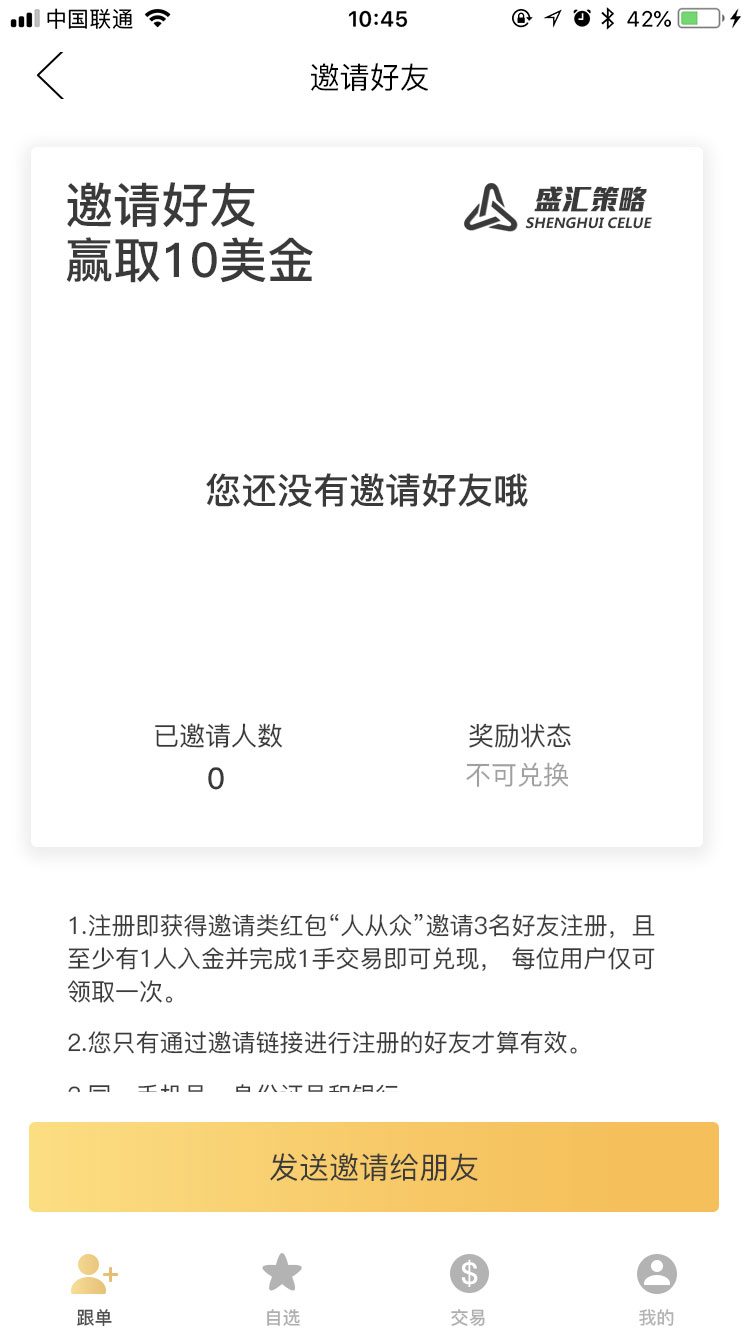 中国联通
10:45
42%
邀请好友
邀请好友
赢取10美金
盛汇策略
SHENGHUI CELUE
您还没有邀请好友哦
已邀请人数
0
奖励状态
不可兑换
1.注册即获得邀请类红包“人从众”邀请3名好友注册，且
至少有1人入金并完成1手交易即可兑现， 每位用户仅可
领取一次。
2.您只有通过邀请链接进行注册的好友才算有效。
发送邀请给朋友
跟单
自选
交易
我的